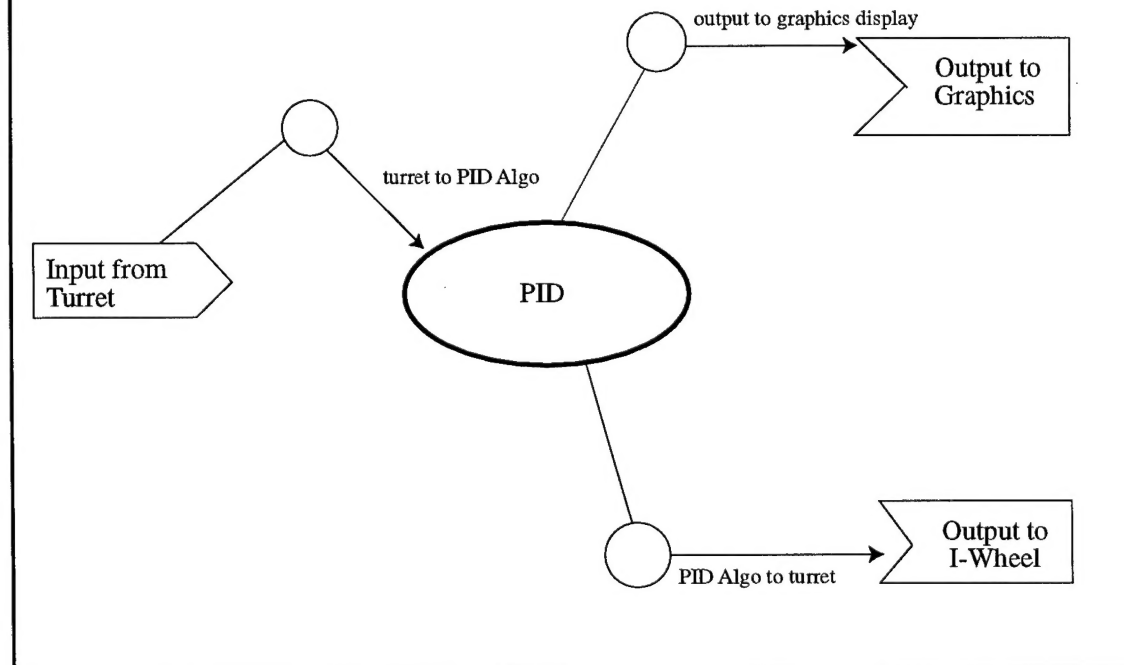 output to graphics display
Output to
Graphics
turret to PID Algo
Input from
Turret
PID
Output to
I-Wheel
PID Algo to turret